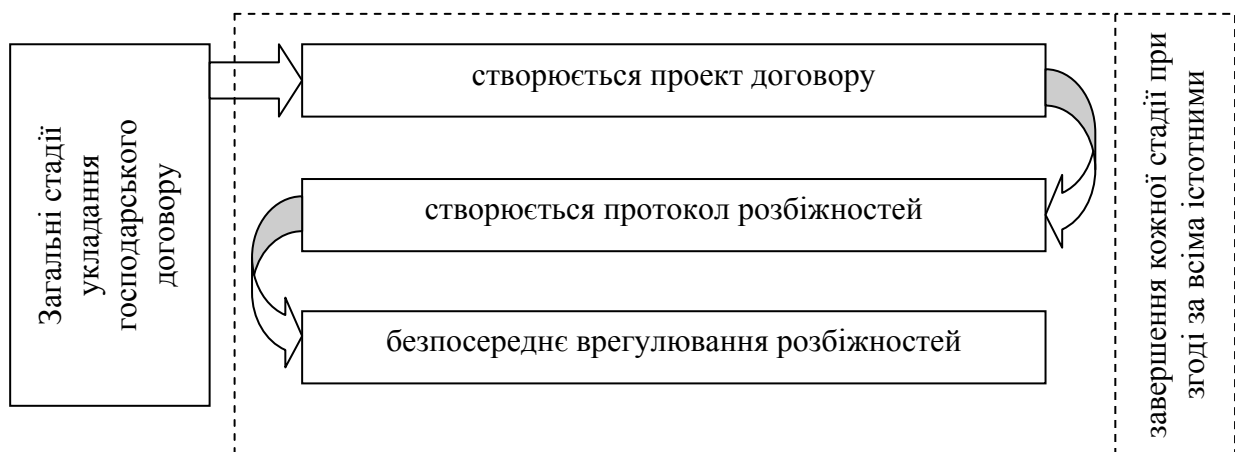 Загальні стадії
укладання
господарського
договору
створюється проект договору
створюється протокол розбіжностей
безпосереднє врегулювання розбіжностей
завершення кожної стадії при
згоді за всіма істотними